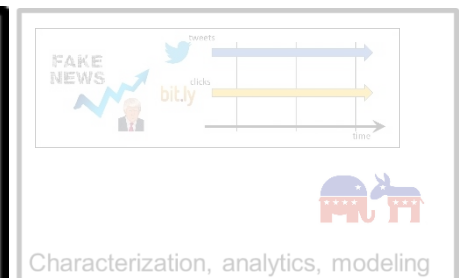 tweets
FAKE
NEWS
clicks
bit.ly
time
Characterization, analytics, modeling